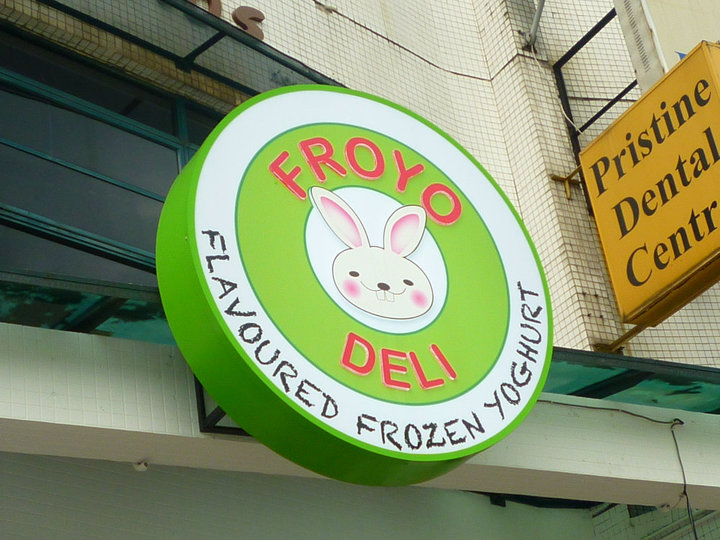 FROYO
DELI
FLAVOURED FROZEN YOGHURT
Pristine
Dental
Centr